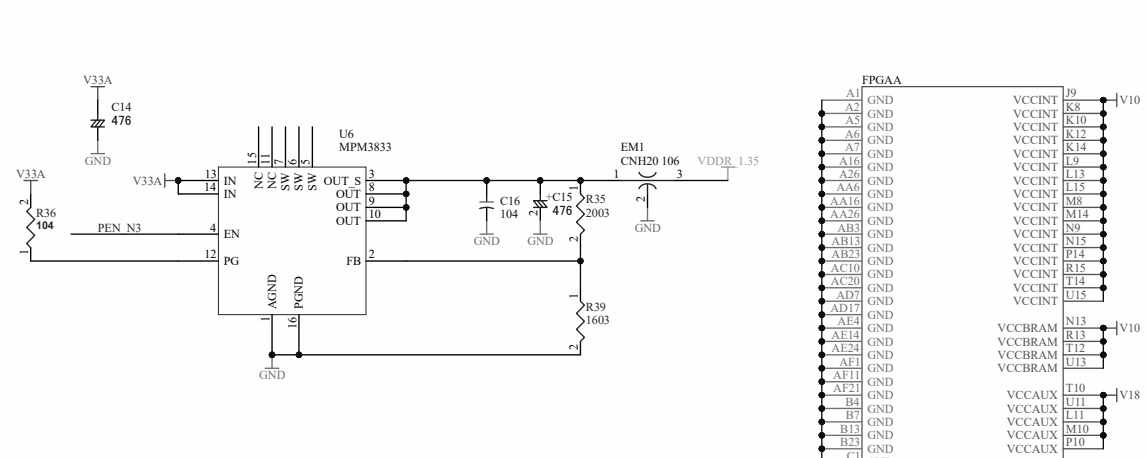 V33A
C14
476
GND
V33A
2
R36
104
1
PEN_N3
V33A
U6
MPM3833
15
11
7
6
5
NC
NC
SW
SW
SW
13
IN
14
IN
4
EN
12
PG
OUT_S
3
OUT
8
OUT
9
OUT
10
FB
2
AGND
PGND
1
16
GND
C16
104
GND
+C15
2
476
GND
1
R35
2003
2
1
R39
1603
2
EM1
CNH20 106
1
3
2
GND
VDDR_1.35
FPGAA
A1 GND
A2 GND
A5 GND
A6 GND
A7 GND
A16 GND
A26 GND
AA6 GND
AA16 GND
AA26 GND
AB3 GND
AB13 GND
AB23 GND
AC10 GND
AC20 GND
AD7 GND
AD17 GND
AE4 GND
AE14 GND
AE24 GND
AF1 GND
AF11 GND
AF21 GND
B4 GND
B7 GND
B13 GND
B23 GND
C1
VCCINT J9
V10
VCCINT K8
VCCINT K10
VCCINT K12
VCCINT K14
VCCINT L9
VCCINT L13
VCCINT L15
VCCINT M8
VCCINT M14
VCCINT N9
VCCINT N15
VCCINT P14
VCCINT R15
VCCINT T14
VCCINT U15
VCCBRAM N13
V10
VCCBRAM R13
VCCBRAM T12
VCCBRAM U13
VCCAUX T10
V18
VCCAUX U11
VCCAUX L11
VCCAUX M10
VCCAUX P10